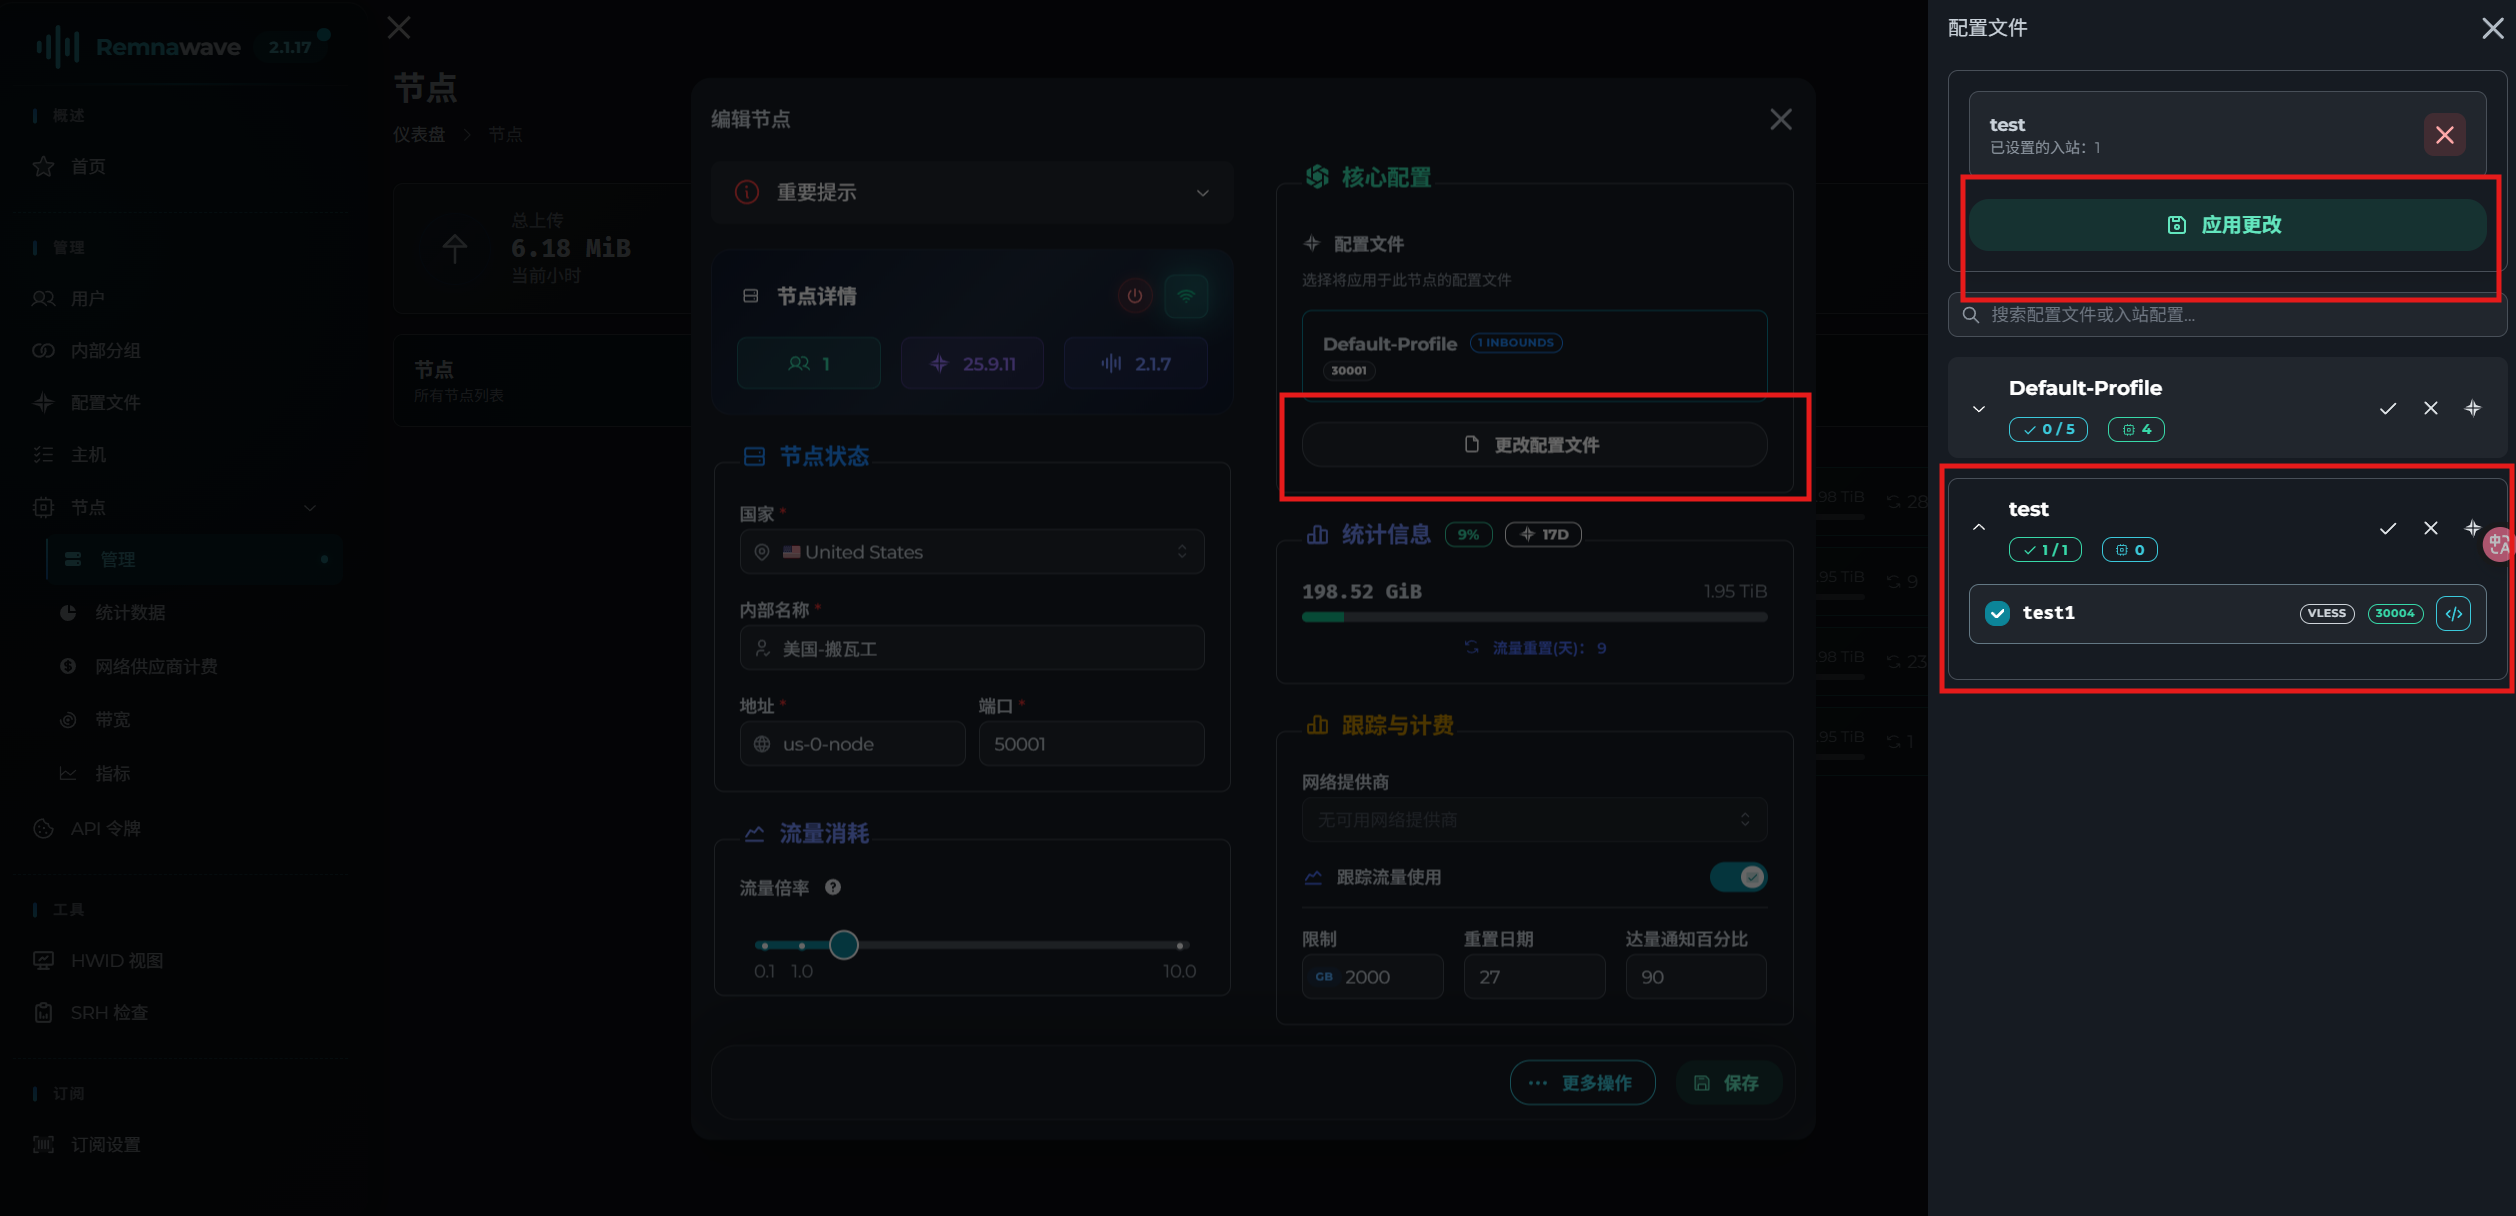 Remnawave 2.1.17
概述
首页
管理
用户
内部分组
配置文件
主机
节点
管理
统计数据
网络供应商计费
带宽
指标
API 令牌
工具
HWID 视图
SRH 检查
订阅
订阅设置
节点
仪表盘 > 节点
总上传
6.18 MiB
当前小时
节点
所有节点列表
编辑节点
重要提示
节点详情
1
25.9.11
2.1.7
节点状态
国家 *
United States
内部名称 *
美国-搬瓦工
地址 *
端口 *
us-0-node
50001
流量消耗
流量倍率
0.1 1.0 10.0
核心配置
配置文件
选择将应用于此节点的配置文件
Default-Profile 1 INBOUNDS
30001
更改配置文件
统计信息 9% 17D
198.52 GiB 1.95 TiB
流量重置(天): 9
跟踪与计费
网络提供商
无可用网络提供商
跟踪流量使用
限制 重置日期 达量通知百分比
GB 2000 27 90
更多操作
保存
98 TiB 28
95 TiB 9
98 TiB 23
95 TiB 1
配置文件
test
已设置的入站: 1
应用更改
搜索配置文件或入站配置...
Default-Profile
0 / 5 4
test
1 / 1 0
test1 VLESS 30004
中A